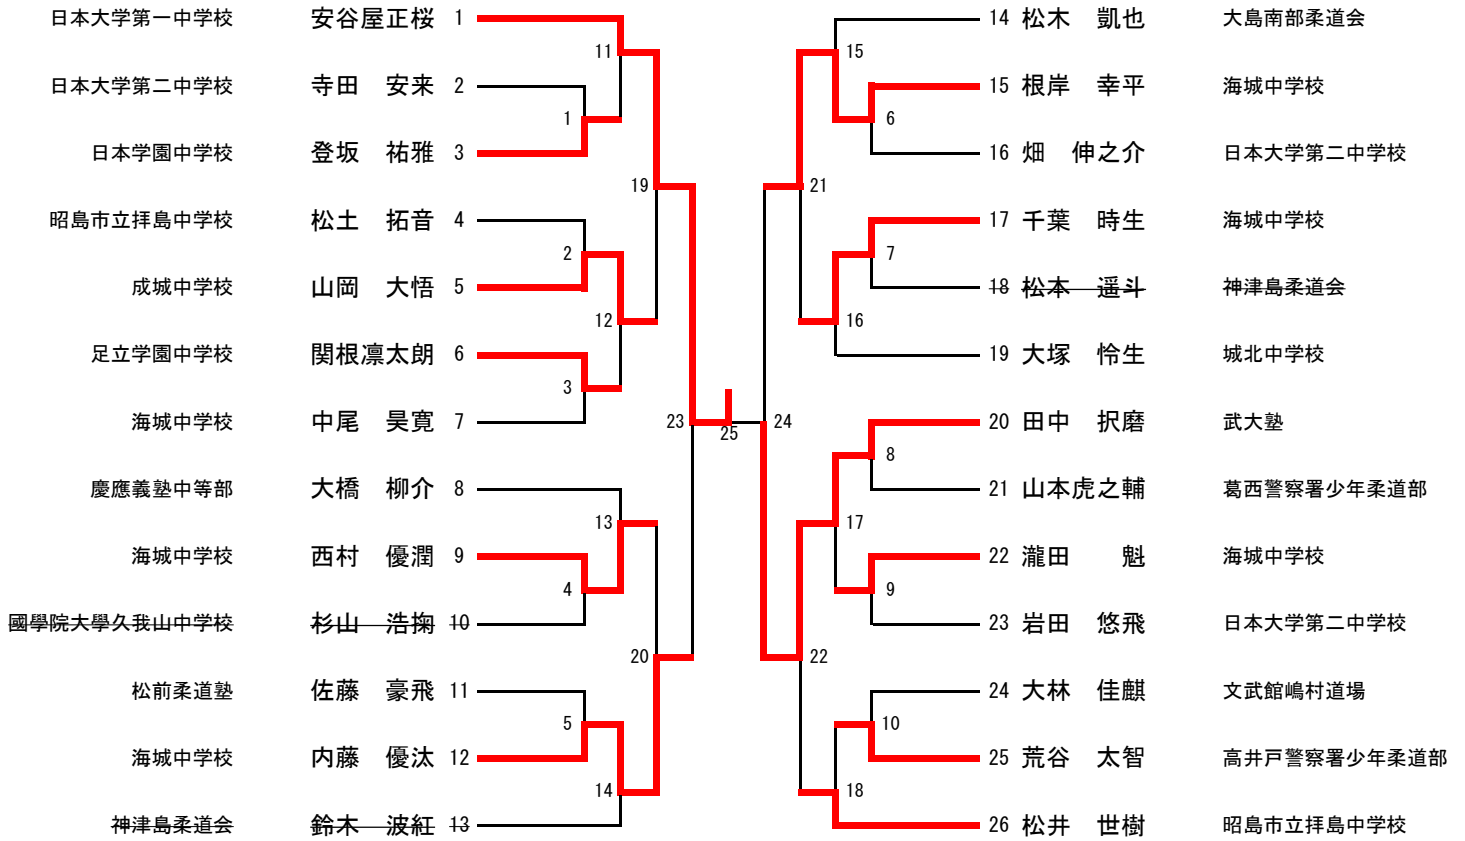 日本大学第一中学校 安谷屋正桜 1
11
日本大学第二中学校 寺田 安来 2
1
日本学園中学校 登坂 祐雅 3
19
昭島市立拝島中学校 松土 拓音 4
2
成城中学校 山岡 大悟 5
12
足立学園中学校 関根凛太朗 6
3
海城中学校 中尾 昊寛 7
23
25
慶應義塾中等部 大橋 柳介 8
13
海城中学校 西村 優潤 9
4
國學院大學久我山中学校 杉山 浩掬 10
20
松前柔道塾 佐藤 豪飛 11
5
海城中学校 内藤 優汰 12
14
神津島柔道会 鈴木 波紅 13
14 松木 凱也 大島南部柔道会
15
15 根岸 幸平 海城中学校
6
16 畑 伸之介 日本大学第二中学校
21
17 千葉 時生 海城中学校
7
18 松本 遥斗 神津島柔道会
16
19 大塚 怜生 城北中学校
24
20 田中 択磨 武大塾
8
21 山本虎之輔 葛西警察署少年柔道部
17
22 瀧田 魁 海城中学校
9
23 岩田 悠飛 日本大学第二中学校
22
24 大林 佳麒 文武館嶋村道場
10
25 荒谷 太智 高井戸警察署少年柔道部
18
26 松井 世樹 昭島市立拝島中学校